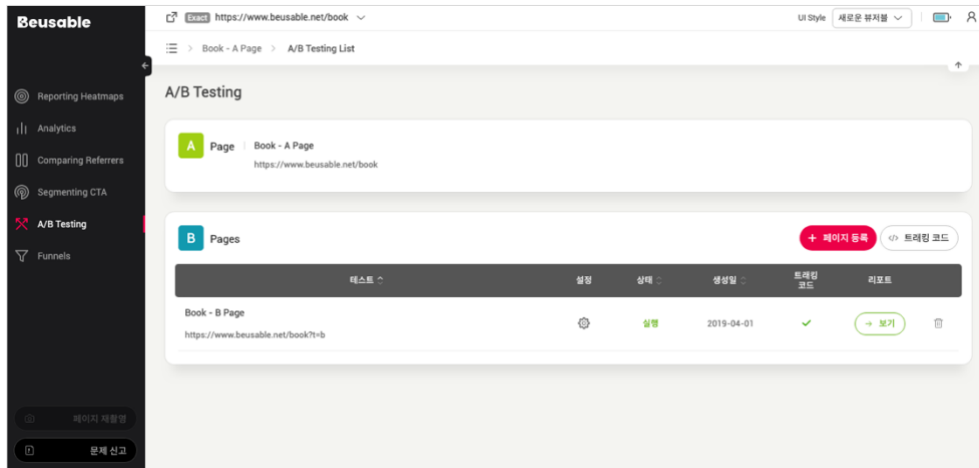 Beusable
Exact https://www.beusable.net/book
UI Style 새로운 뷰저블
Book - A Page > A/B Testing List
Reporting Heatmaps
Analytics
Comparing Referrers
Segmenting CTA
A/B Testing
Funnels
페이지 재촬영
문제 신고
A/B Testing
A Page Book - A Page
https://www.beusable.net/book
B Pages
+ 페이지 등록
</> 트래킹 코드
테스트 설정 상태 생성일 트래킹 코드 리포트
Book - B Page
https://www.beusable.net/book?t=b
실행 2019-04-01 보기